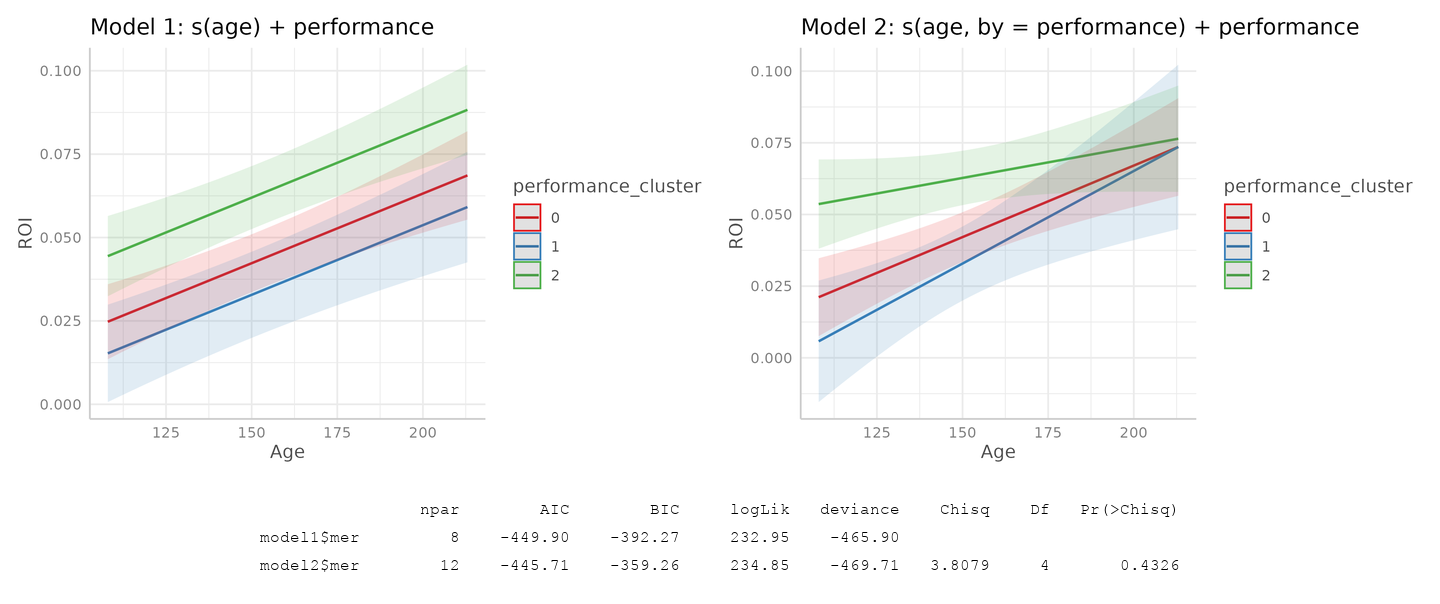 Model 1: s(age) + performance
0.100
0.075
0.050
0.025
0.000
ROI
125 150 175 200
Age
performance_cluster
0
1
2
Model 2: s(age, by = performance) + performance
0.100
0.075
0.050
0.025
0.000
ROI
125 150 175 200
Age
performance_cluster
0
1
2
npar AIC BIC logLik deviance Chisq Df Pr(>Chisq)
model1$mer 8 -449.90 -392.27 232.95 -465.90
model2$mer 12 -445.71 -359.26 234.85 -469.71 3.8079 4 0.4326